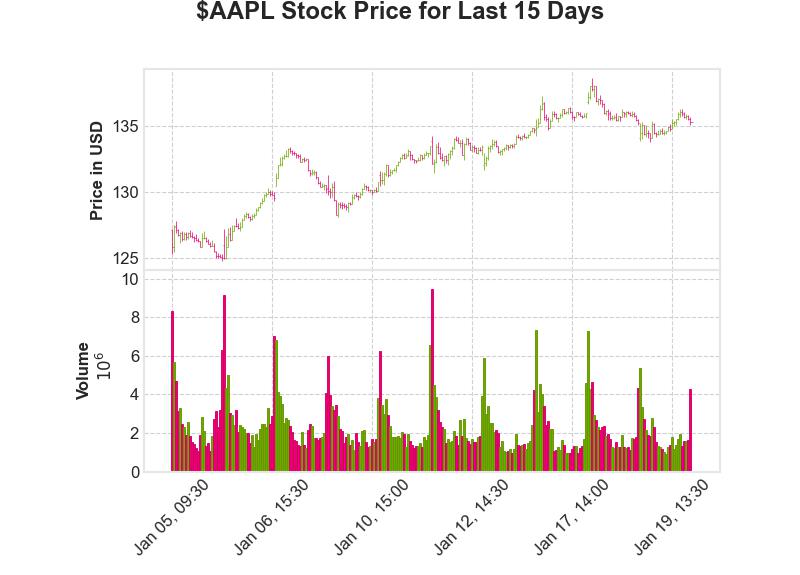 $AAPL Stock Price for Last 15 Days
Price in USD
135
130
125
Volume
10^6
10
8
6
4
2
0
Jan 05, 09:30
Jan 06, 15:30
Jan 10, 15:00
Jan 12, 14:30
Jan 17, 14:00
Jan 19, 13:30